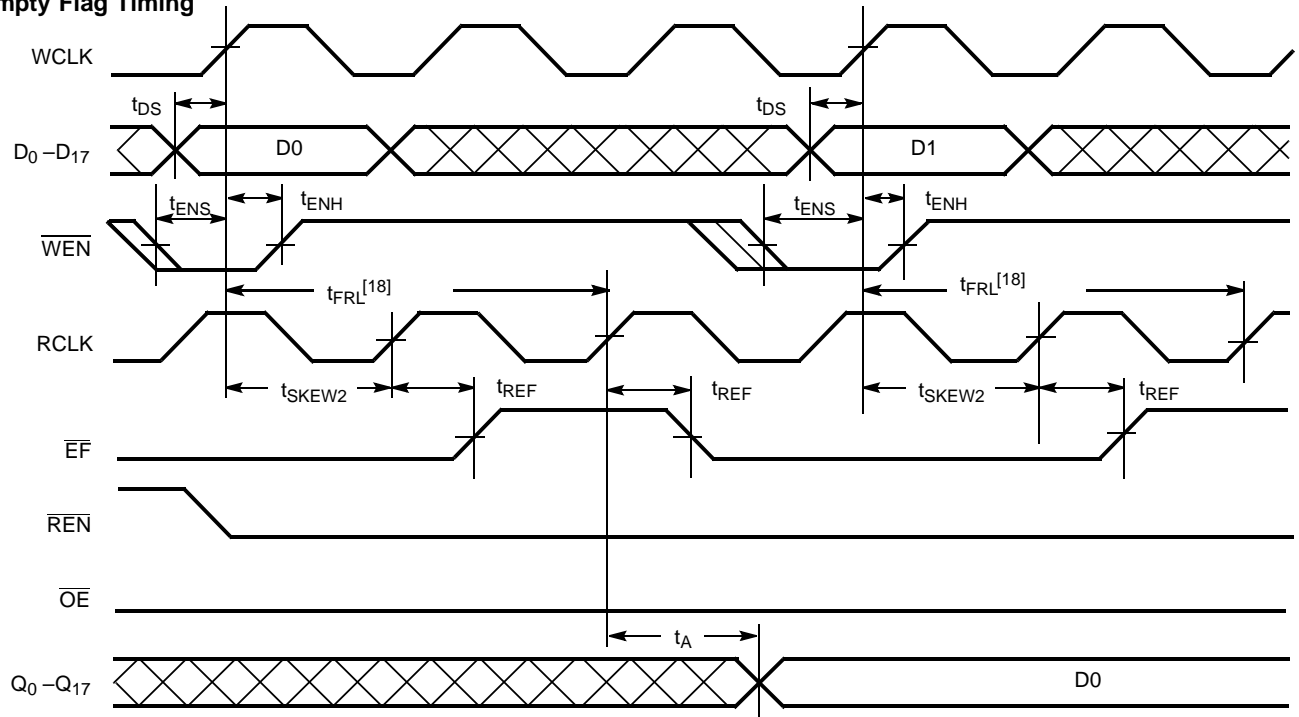 mpty Flag Timing
WCLK
tDS
tDS
D0 –D17
D0
D1
tENS
tENH
tENS
tENH
WEN
tFRL[18]
tFRL[18]
RCLK
tSKEW2
tREF
tREF
tSKEW2
tREF
EF
REN
OE
tA
Q0 –Q17
D0